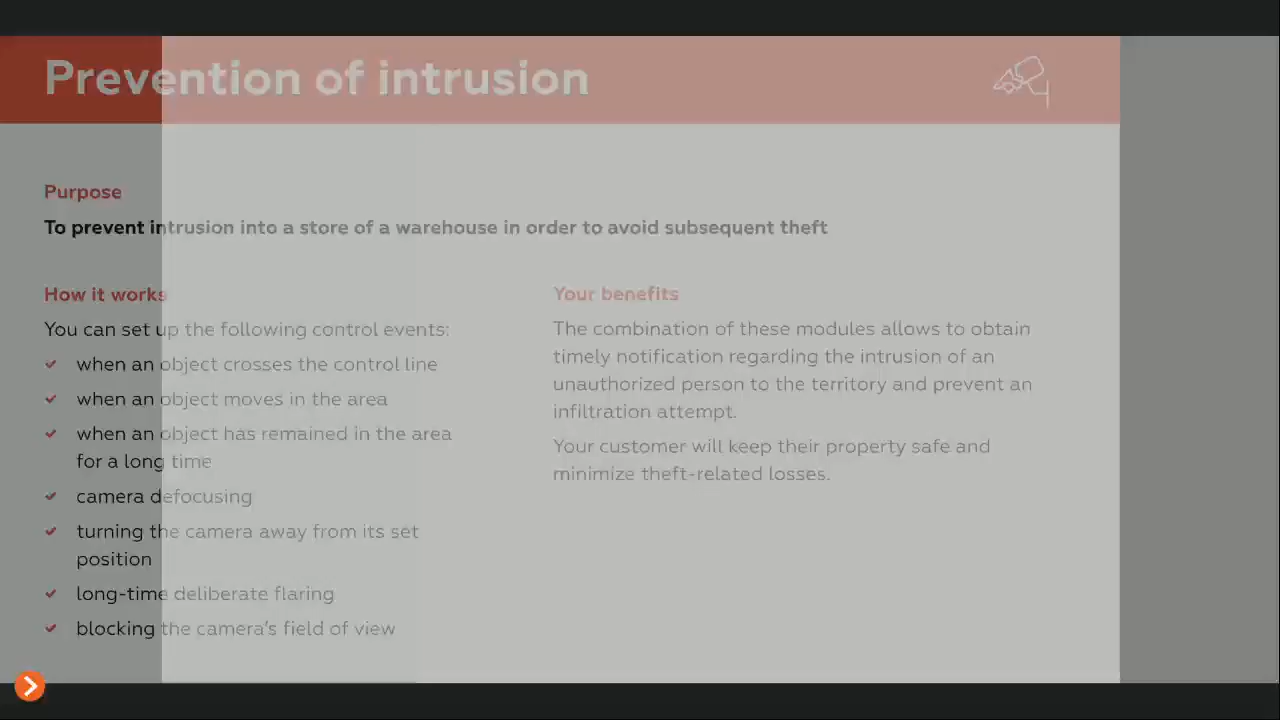 Prevention of intrusion
Purpose
To prevent intrusion into a store of a warehouse in order to avoid subsequent theft
How it works
You can set up the following control events:
when an object crosses the control line
when an object moves in the area
when an object has remained in the area
for a long time
camera defocusing
turning the camera away from its set
position
long-time deliberate flaring
blocking the camera's field of view
Your benefits
The combination of these modules allows to obtain
timely notification regarding the intrusion of an
unauthorized person to the territory and prevent an
infiltration attempt.
Your customer will keep their property safe and
minimize theft-related losses.